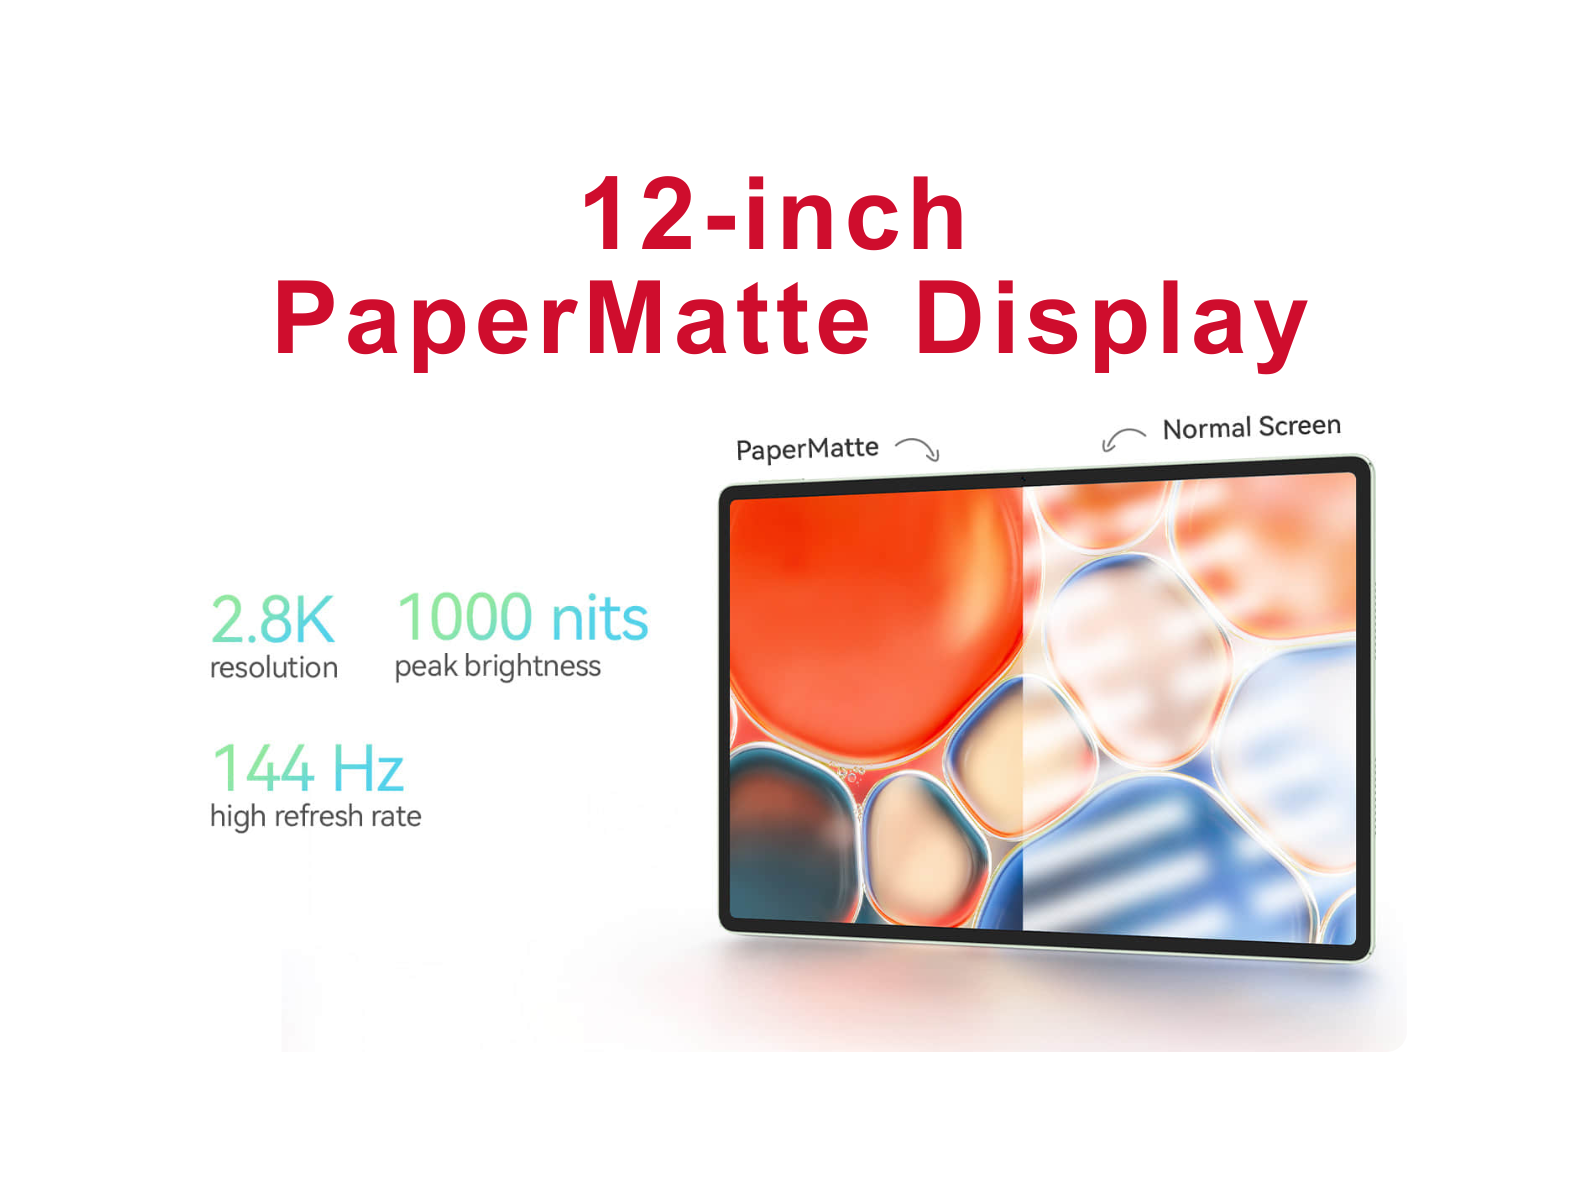 12-inch
PaperMatte Display
PaperMatte
Normal Screen
2.8K
resolution
1000 nits
peak brightness
144 Hz
high refresh rate